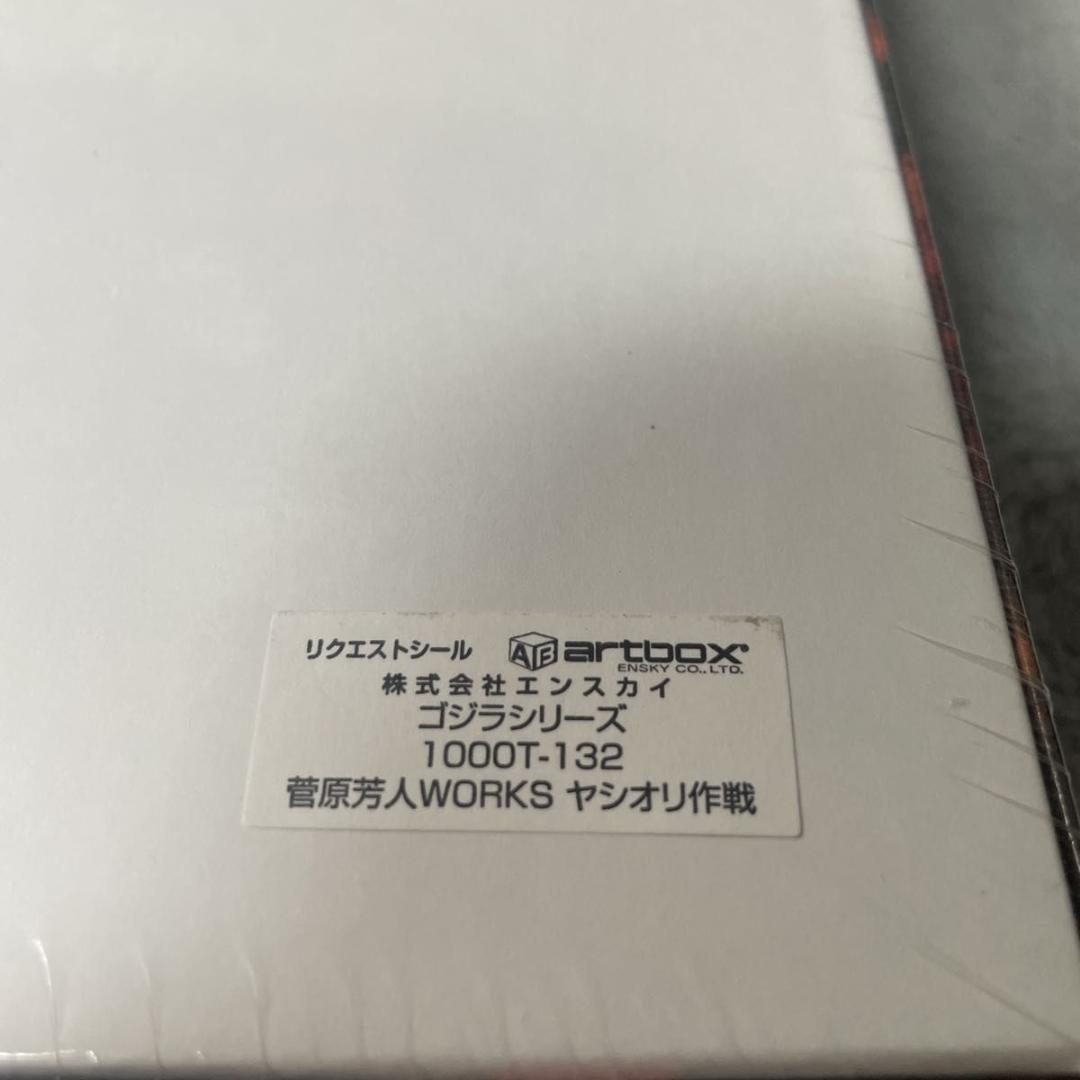 リクエストシール ATB artbox
ENSKY CO.,LTD.
株式会社エンスカイ
ゴジラシリーズ
1000T-132
菅原芳人WORKS ヤシオリ作戦